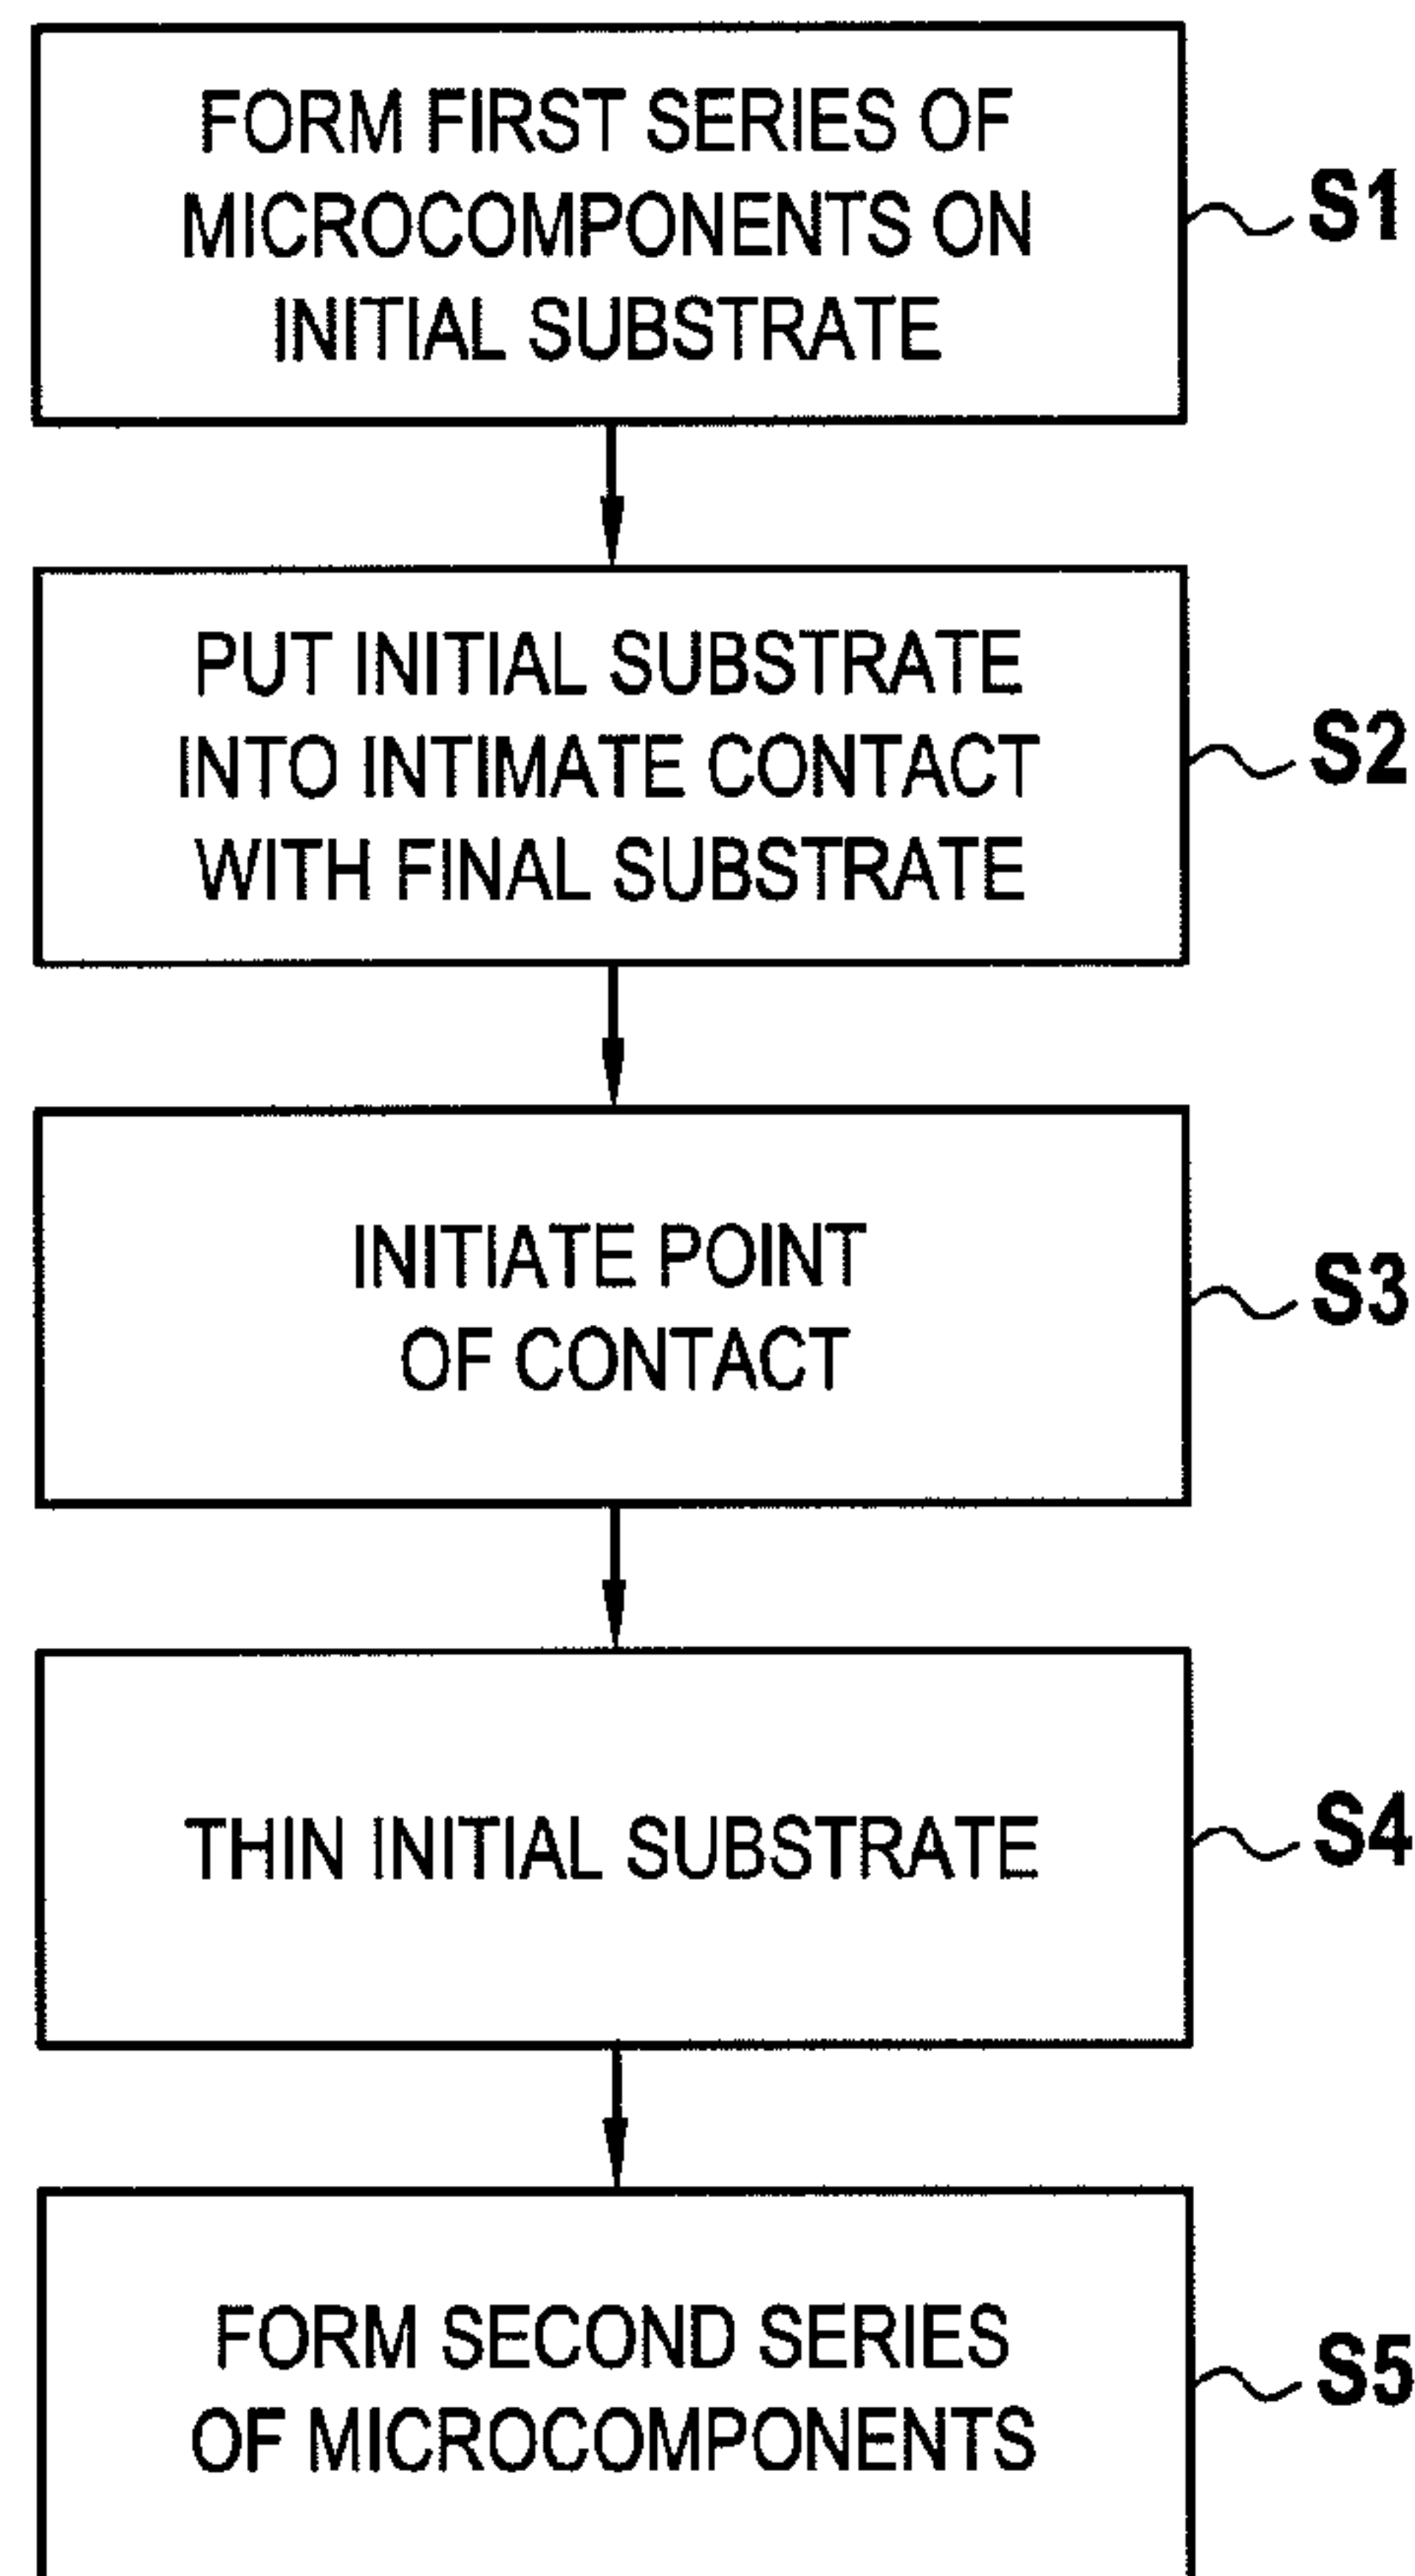 FORM FIRST SERIES OF
MICROCOMPONENTS ON
INITIAL SUBSTRATE
S1
PUT INITIAL SUBSTRATE
INTO INTIMATE CONTACT
WITH FINAL SUBSTRATE
S2
INITIATE POINT
OF CONTACT
S3
THIN INITIAL SUBSTRATE
S4
FORM SECOND SERIES
OF MICROCOMPONENTS
S5